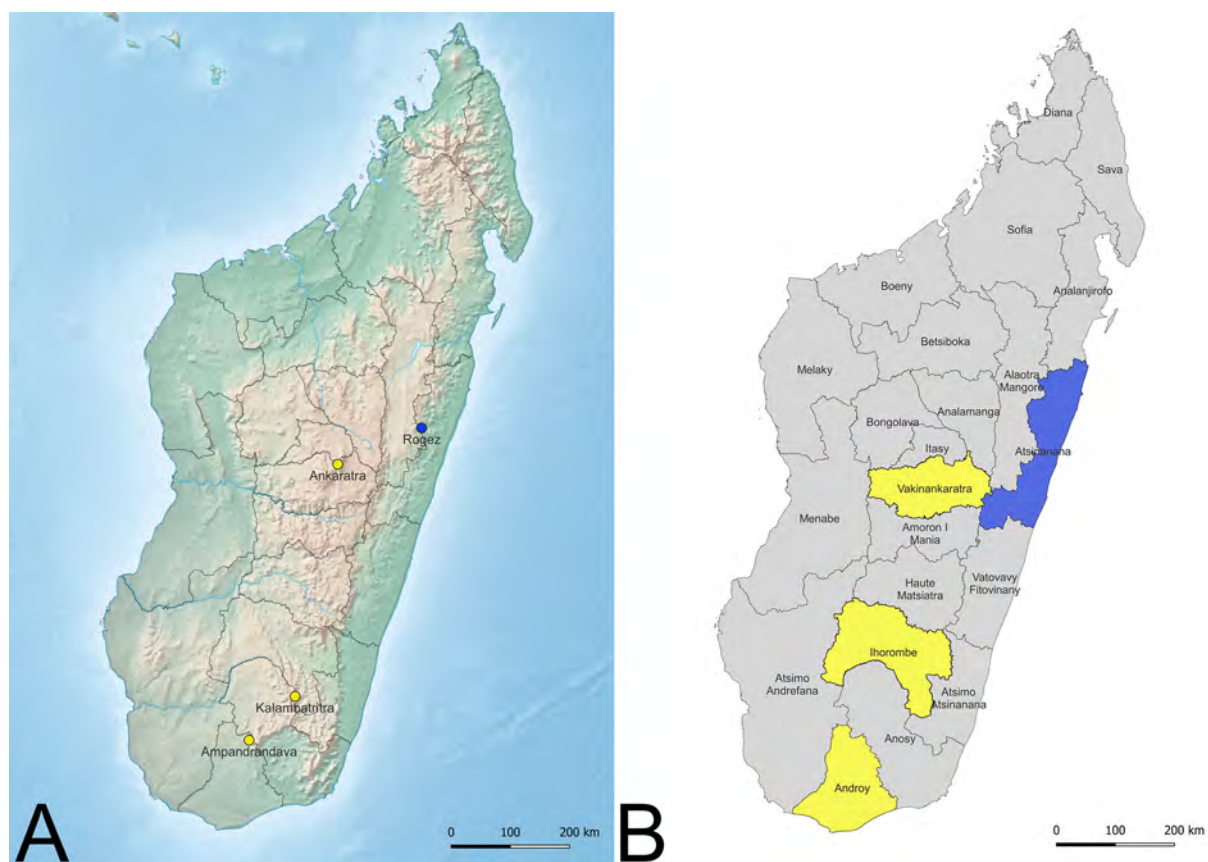 Rogez
Ankaratra
Kalambatritra
Ampandrandava
A
0 100 200 km
Diana
Sava
Sofia
Analanjirofo
Boeny
Betsiboka
Melaky
Alaotra
Mangore
Analamanga
Bongolava
Itasy
Atsinanana
Vakinankaratra
Menabe
Amoron I
Mania
Haute
Matsiatra
Vatovavy
Fitovinany
Ihorombe
Atsimo
Andrefana
Atsimo
Atsinanana
Anosy
Androy
B
0 100 200 km